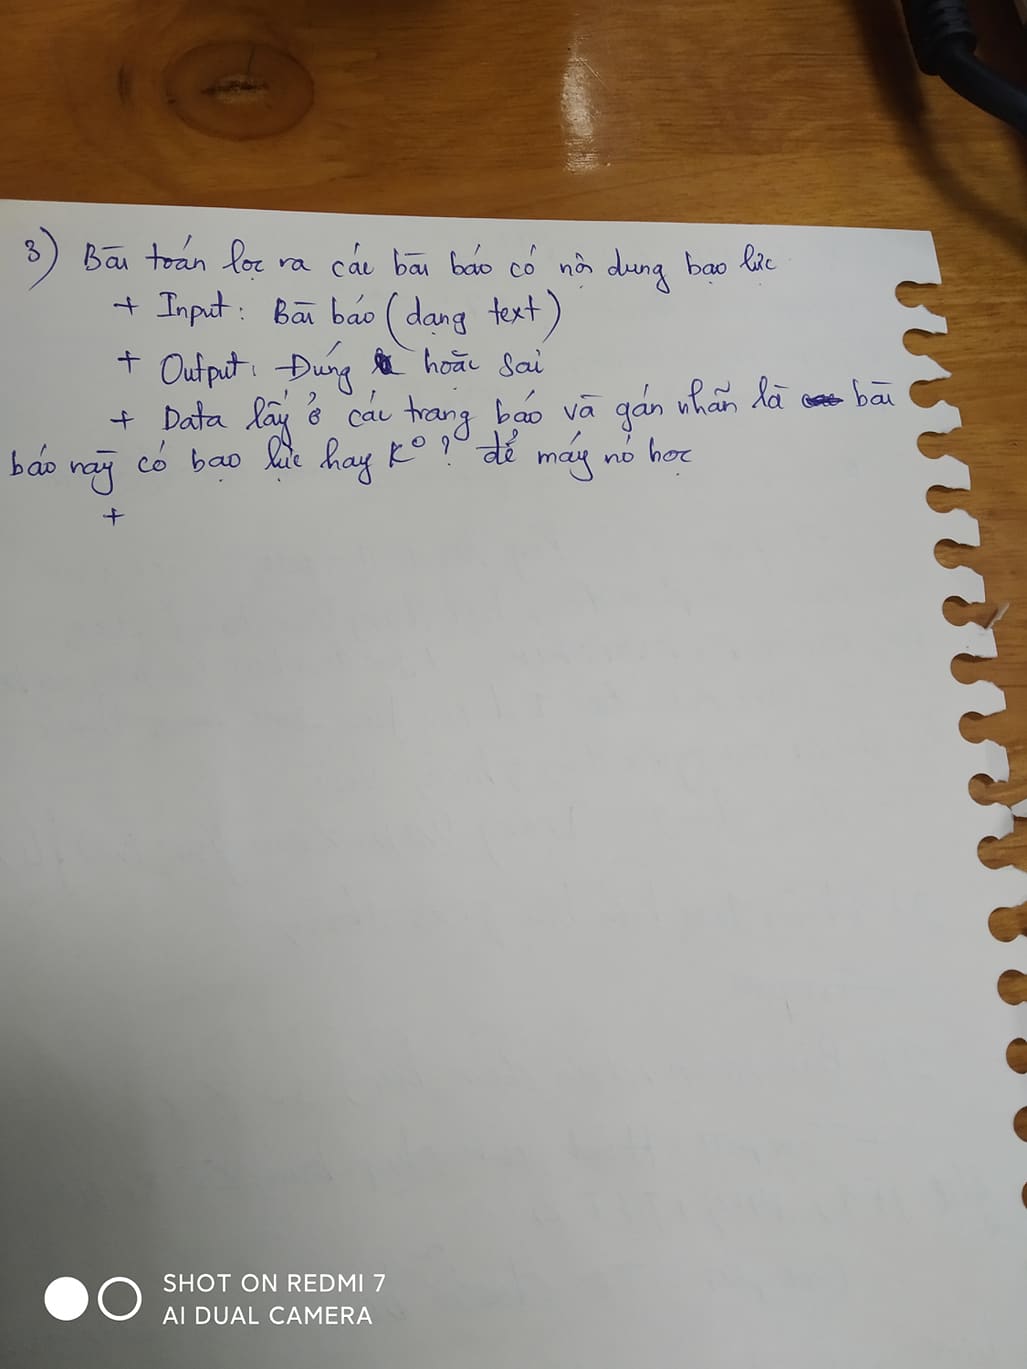 3) Bài toán lọc ra các bài báo có nội dung bạo lực
+ Input: Bài báo (dạng text)
+ Output: Đúng hoặc sai
+ Data lấy ở các trang báo và gán nhãn là bài
báo này có bạo lực hay K⁰? để máy nó học
+
SHOT ON REDMI 7
AI DUAL CAMERA